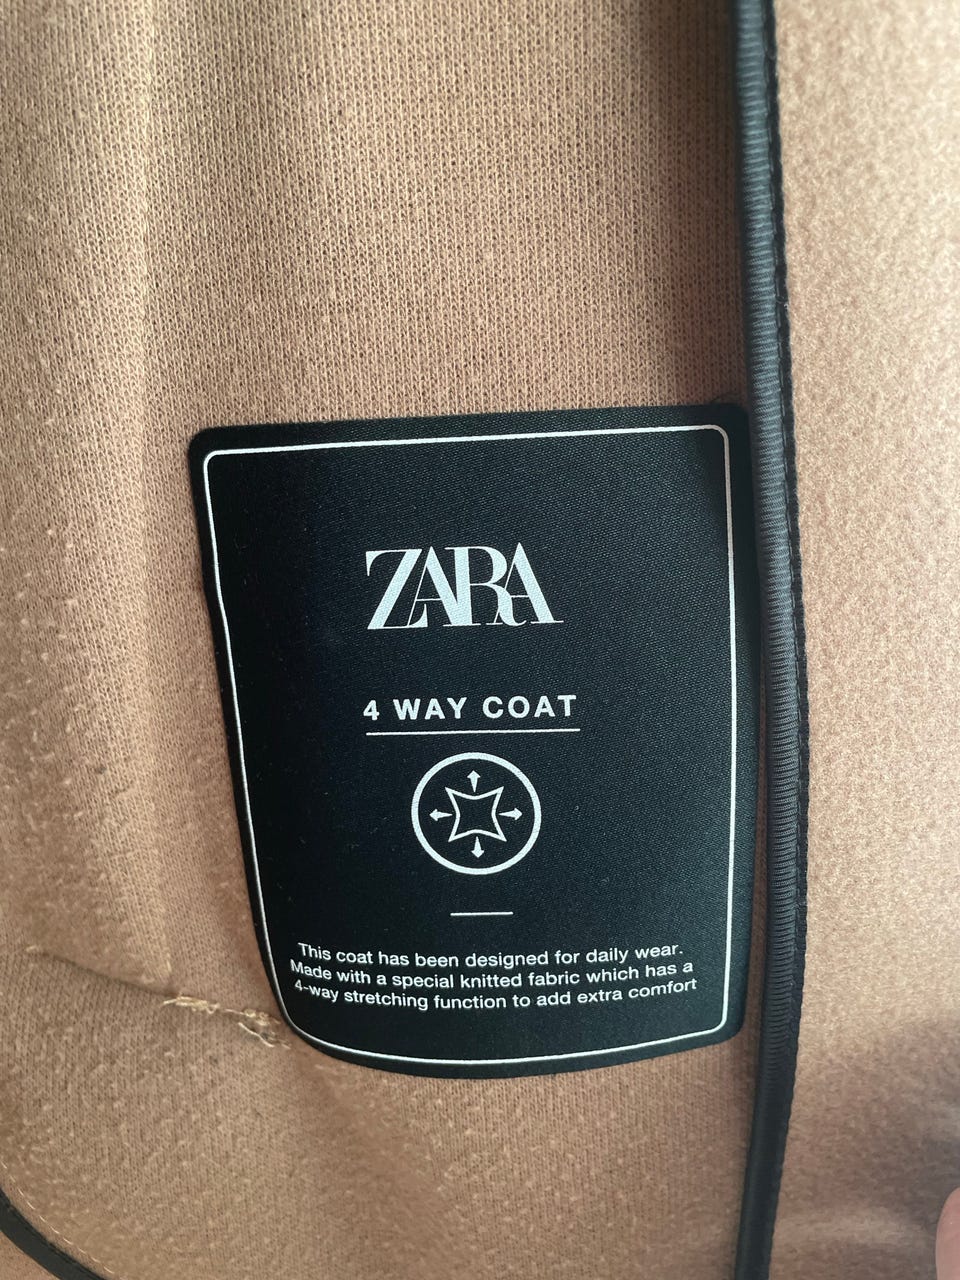 ZARA
4 WAY COAT
This coat has been designed for daily wear.
Made with a special knitted fabric which has a
4-way stretching function to add extra comfort